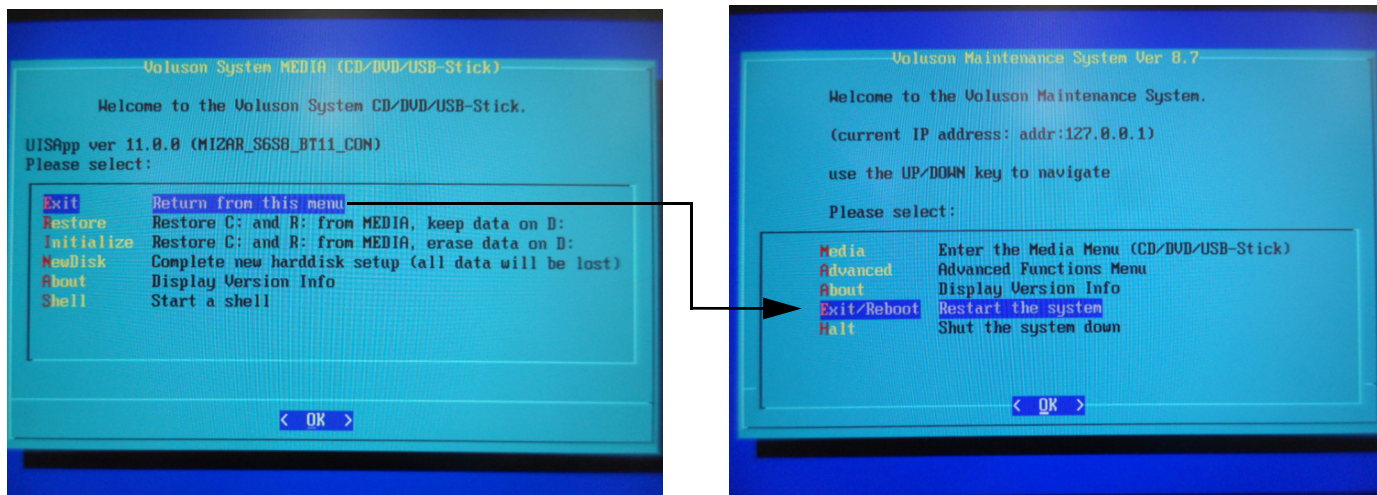 Voluson System MEDIA (CD/DVD/USB-Stick)
Welcome to the Voluson System CD/DVD/USB-Stick.
UISApp ver 11.0.0 (MIZAR_S6S8_BT11_CON)
Please select:
Exit Return from this menu
Restore Restore C: and R: from MEDIA, keep data on D:
Initialize Restore C: and R: from MEDIA, erase data on D:
NewDisk Complete new harddisk setup (all data will be lost)
About Display Version Info
Shell Start a shell
< OK >
Voluson Maintenance System Ver 8.7
Welcome to the Voluson Maintenance System.
(current IP address: addr:127.0.0.1)
use the UP/DOWN key to navigate
Please select:
Media Enter the Media Menu (CD/DVD/USB-Stick)
Advanced Advanced Functions Menu
About Display Version Info
Exit/Reboot Restart the system
Halt Shut the system down
< OK >